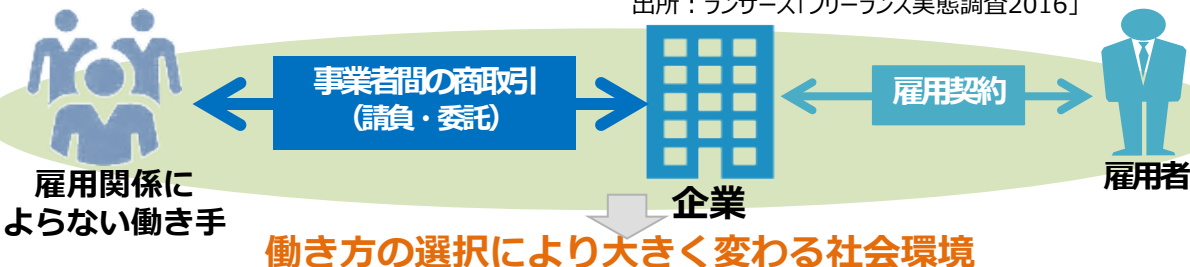 出所：ランサーズ「フリーランス実態調査2016」
事業者間の商取引
（請負・委託）
雇用契約
雇用関係に
よらない働き手
企業
雇用者
働き方の選択により大きく変わる社会環境